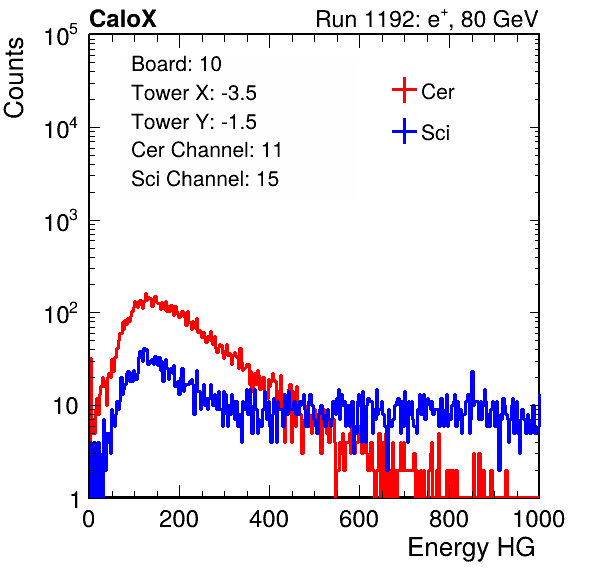 CaloX Run 1192: e⁺, 80 GeV
Counts
Board: 10
Tower X: -3.5
Tower Y: -1.5
Cer Channel: 11
Sci Channel: 15
Cer
Sci
10⁵
10⁴
10³
10²
10
1
0 200 400 600 800 1000
Energy HG